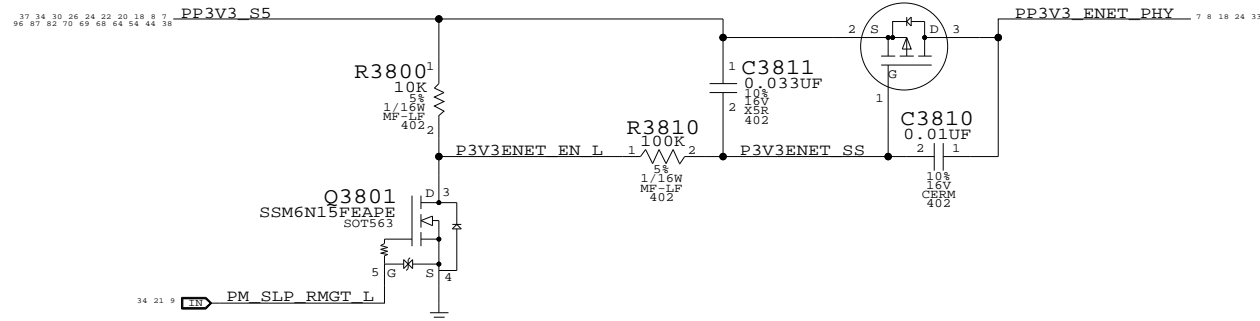 37 34 30 26 24 22 20 18 8 7
96 87 82 70 69 68 64 54 44 38
PP3V3_S5
2 S D 3
G
1
PP3V3_ENET_PHY
7 8 18 24 33
R3800
1
10K
5%
1/16W
MF-LF
402
2
1
C3811
0.033UF
10%
16V
X5R
402
2
R3810
100K
1 2
5%
1/16W
MF-LF
402
P3V3ENET_EN_L
P3V3ENET_SS
C3810
0.01UF
2 1
10%
16V
CERM
402
Q3801
SSM6N15FEAPE
SOT563
D 3
5 G S 4
34 21 9
IN
PM_SLP_RMGT_L